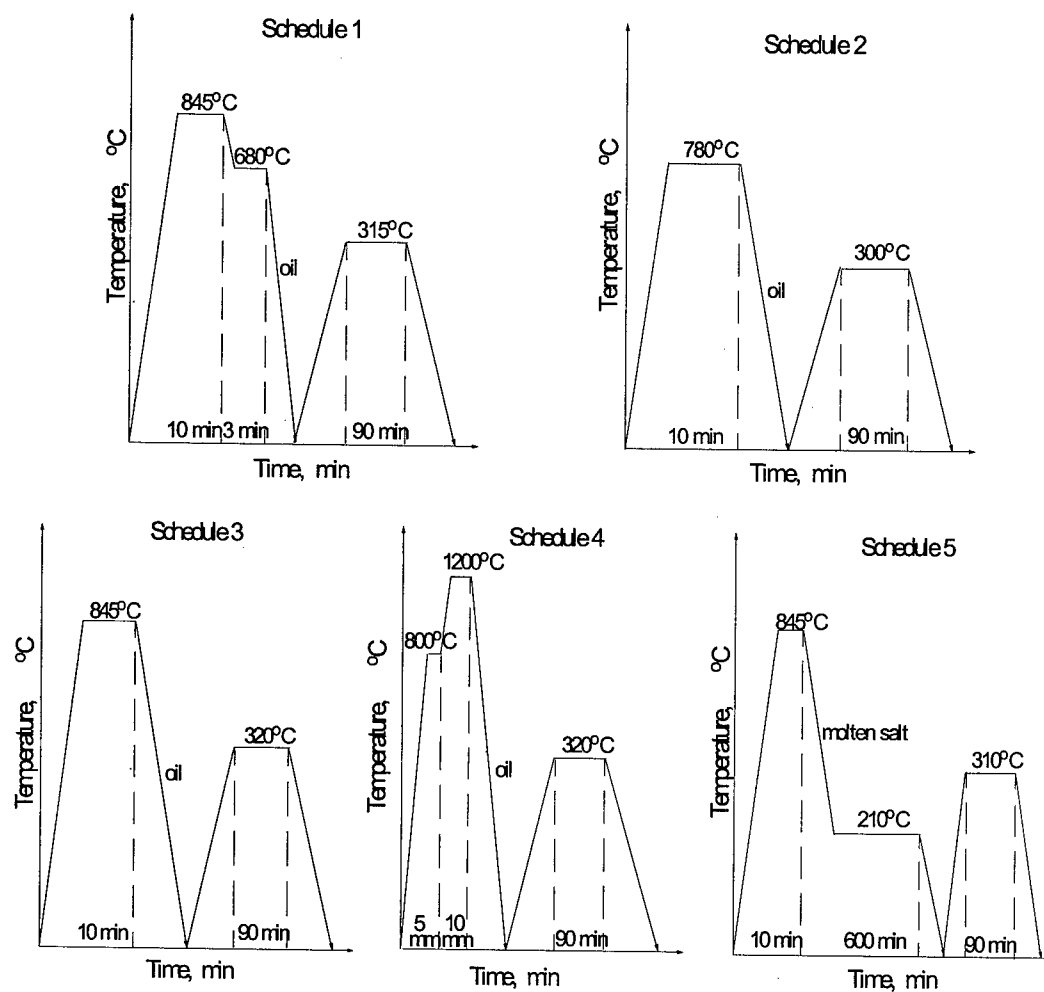 Schedule 1
845°C
680°C
315°C
oil
10 min 3 min
90 min
Temperature, °C
Time, min
Schedule 2
780°C
300°C
oil
10 min
90 min
Temperature, °C
Time, min
Schedule 3
845°C
320°C
oil
10 min
90 min
Temperature, °C
Time, min
Schedule 4
1200°C
800°C
320°C
oil
5 10
mm mm
90 min
Temperature, °C
Time, min
Schedule 5
845°C
molten salt
310°C
210°C
10 min
600 min
90 min
Temperature, °C
Time, min